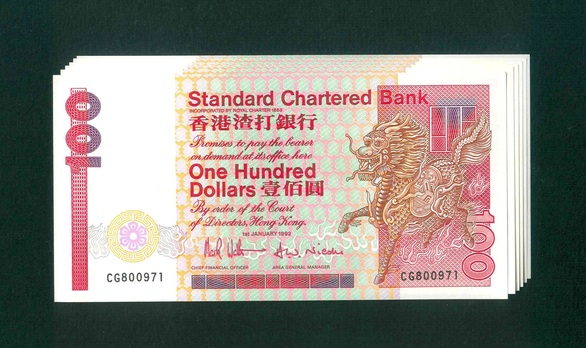 100
Standard Chartered Bank
INCORPORATED BY ROYAL CHARTER 1853
香港渣打銀行
Promises to pay the bearer
on demand at its office here
One Hundred
Dollars 壹佰圓
By order of the Court
of Directors, Hong Kong.
1st JANUARY 1992
CHIEF FINANCIAL OFFICER AREA GENERAL MANAGER
CG800971 CG800971
100